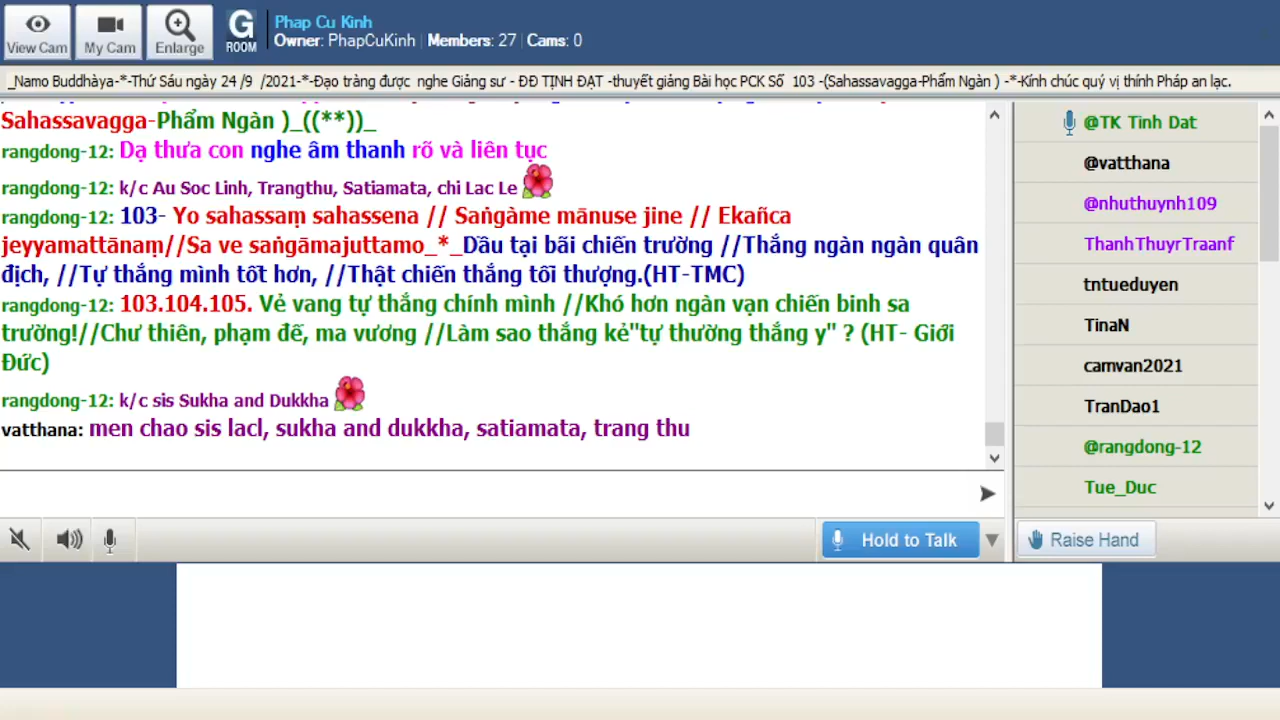 Phap Cu Kinh
View Cam My Cam Enlarge G ROOM Owner: PhapCuKinh Members: 27 Cams: 0
_Namo Buddhàya-*-Thứ Sáu ngày 24 /9 /2021-*-Đạo tràng được nghe Giảng sư - ĐĐ TỊNH ĐẠT -thuyết giảng Bài học PCK Số 103 -(Sahassavagga-Phẩm Ngàn ) -*-Kính chúc quý vị thính Pháp an lạc.
Sahassavagga-Phẩm Ngàn )_((**))_
rangdong-12: Dạ thưa con nghe âm thanh rõ và liên tục
rangdong-12: k/c Au Soc Linh, Trangthu, Satiamata, chi Lac Le
rangdong-12: 103- Yo sahassaṃ sahassena // Saṅgàme mānuse jine // Ekañca
jeyyamattānaṃ//Sa ve saṅgāmajuttamo_*_Dầu tại bãi chiến trường //Thắng ngàn ngàn quân
địch, //Tự thắng mình tốt hơn, //Thật chiến thắng tối thượng.(HT-TMC)
rangdong-12: 103.104.105. Vẻ vang tự thắng chính mình //Khó hơn ngàn vạn chiến binh sa
trường!//Chư thiên, phạm đế, ma vương //Làm sao thắng kẻ"tự thường thắng y" ? (HT- Giới
Đức)
rangdong-12: k/c sis Sukha and Dukkha
vatthana: men chao sis lacl, sukha and dukkha, satiamata, trang thu
@TK Tinh Dat
@vatthana
@nhuthuynh109
ThanhThuyrTraanf
tntueduyen
TinaN
camvan2021
TranDao1
@rangdong-12
Tue_Duc
Hold to Talk
Raise Hand